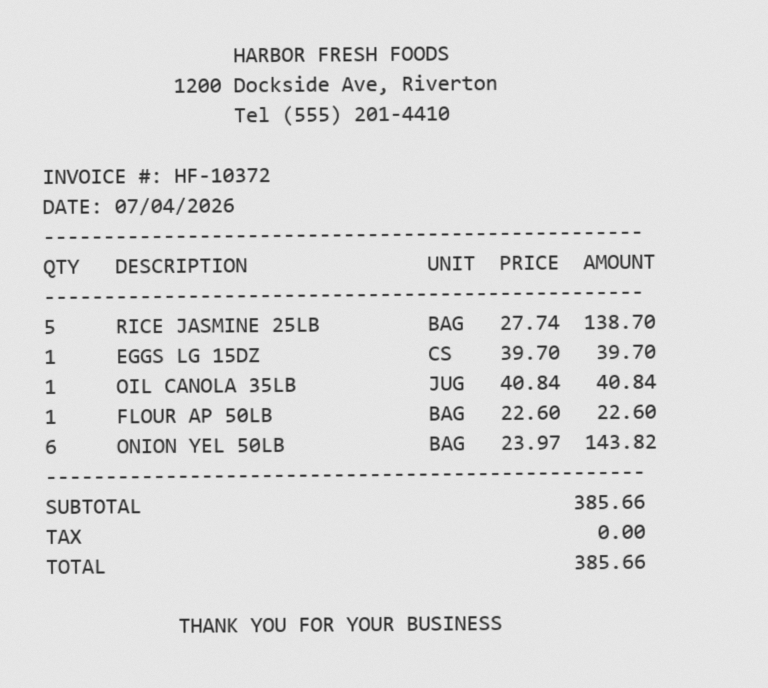 HARBOR FRESH FOODS
1200 Dockside Ave, Riverton
Tel (555) 201-4410
INVOICE #: HF-10372
DATE: 07/04/2026
--------------------------------------------------
QTY   DESCRIPTION               UNIT  PRICE  AMOUNT
--------------------------------------------------
5     RICE JASMINE 25LB         BAG   27.74  138.70
1     EGGS LG 15DZ              CS    39.70   39.70
1     OIL CANOLA 35LB           JUG   40.84   40.84
1     FLOUR AP 50LB             BAG   22.60   22.60
6     ONION YEL 50LB            BAG   23.97  143.82
--------------------------------------------------
SUBTOTAL                                    385.66
TAX                                           0.00
TOTAL                                       385.66
THANK YOU FOR YOUR BUSINESS